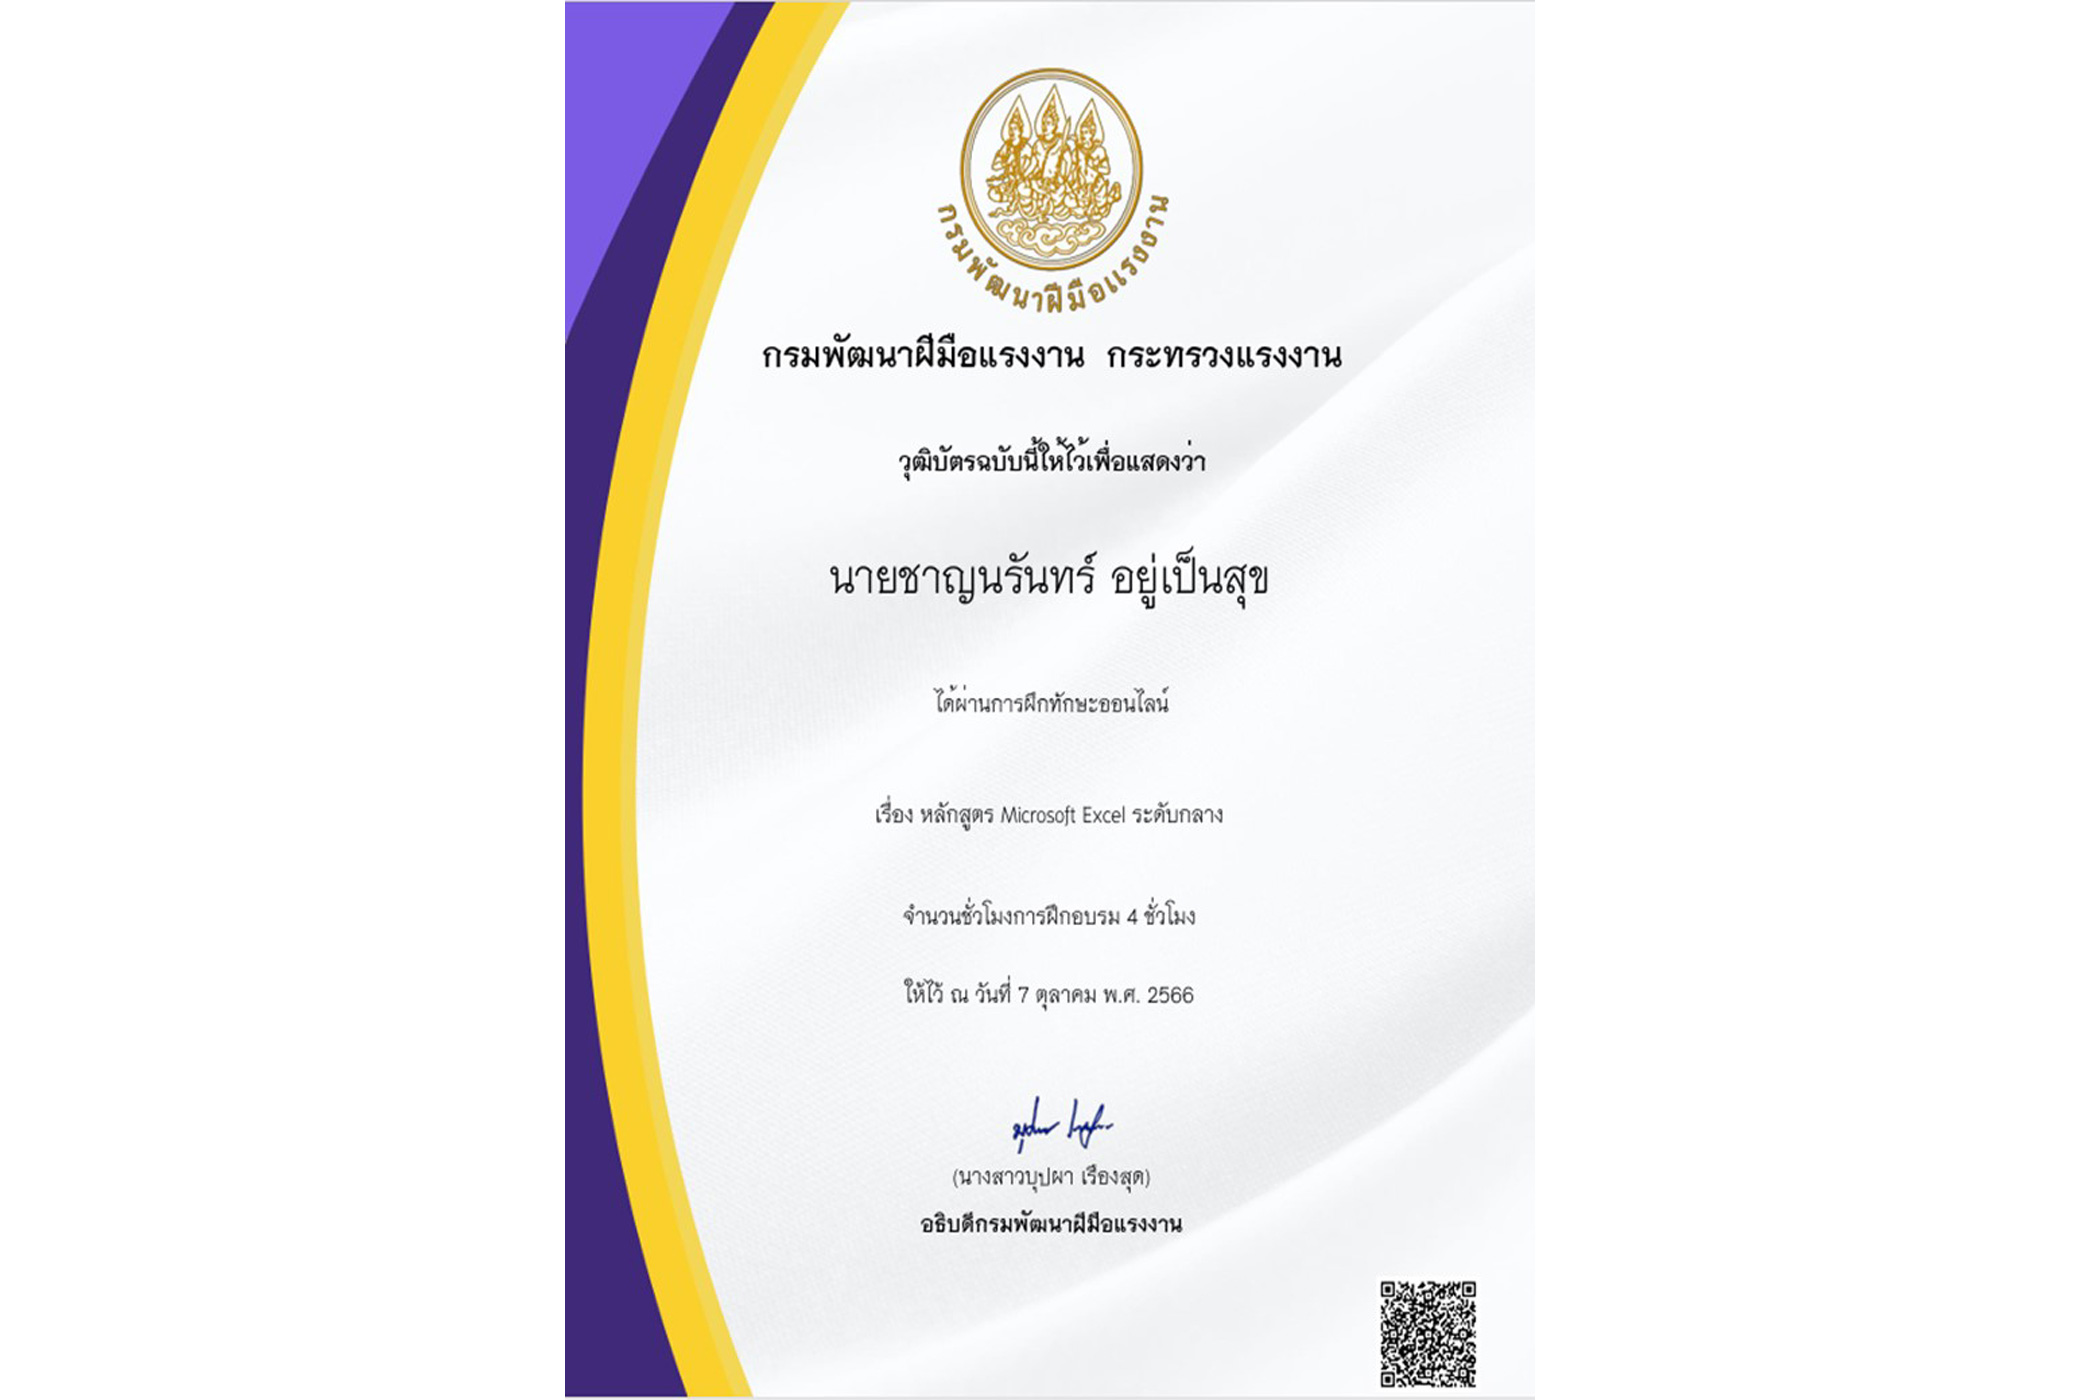 กรมพัฒนาฝีมือแรงงาน
กรมพัฒนาฝีมือแรงงาน กระทรวงแรงงาน
วุฒิบัตรฉบับนี้ให้ไว้เพื่อแสดงว่า
นายชาญนรันทร์ อยู่เป็นสุข
ได้ผ่านการฝึกทักษะออนไลน์
เรื่อง หลักสูตร Microsoft Excel ระดับกลาง
จำนวนชั่วโมงการฝึกอบรม 4 ชั่วโมง
ให้ไว้ ณ วันที่ 7 ตุลาคม พ.ศ. 2566
(นางสาวบุปผา เรืองสุด)
อธิบดีกรมพัฒนาฝีมือแรงงาน